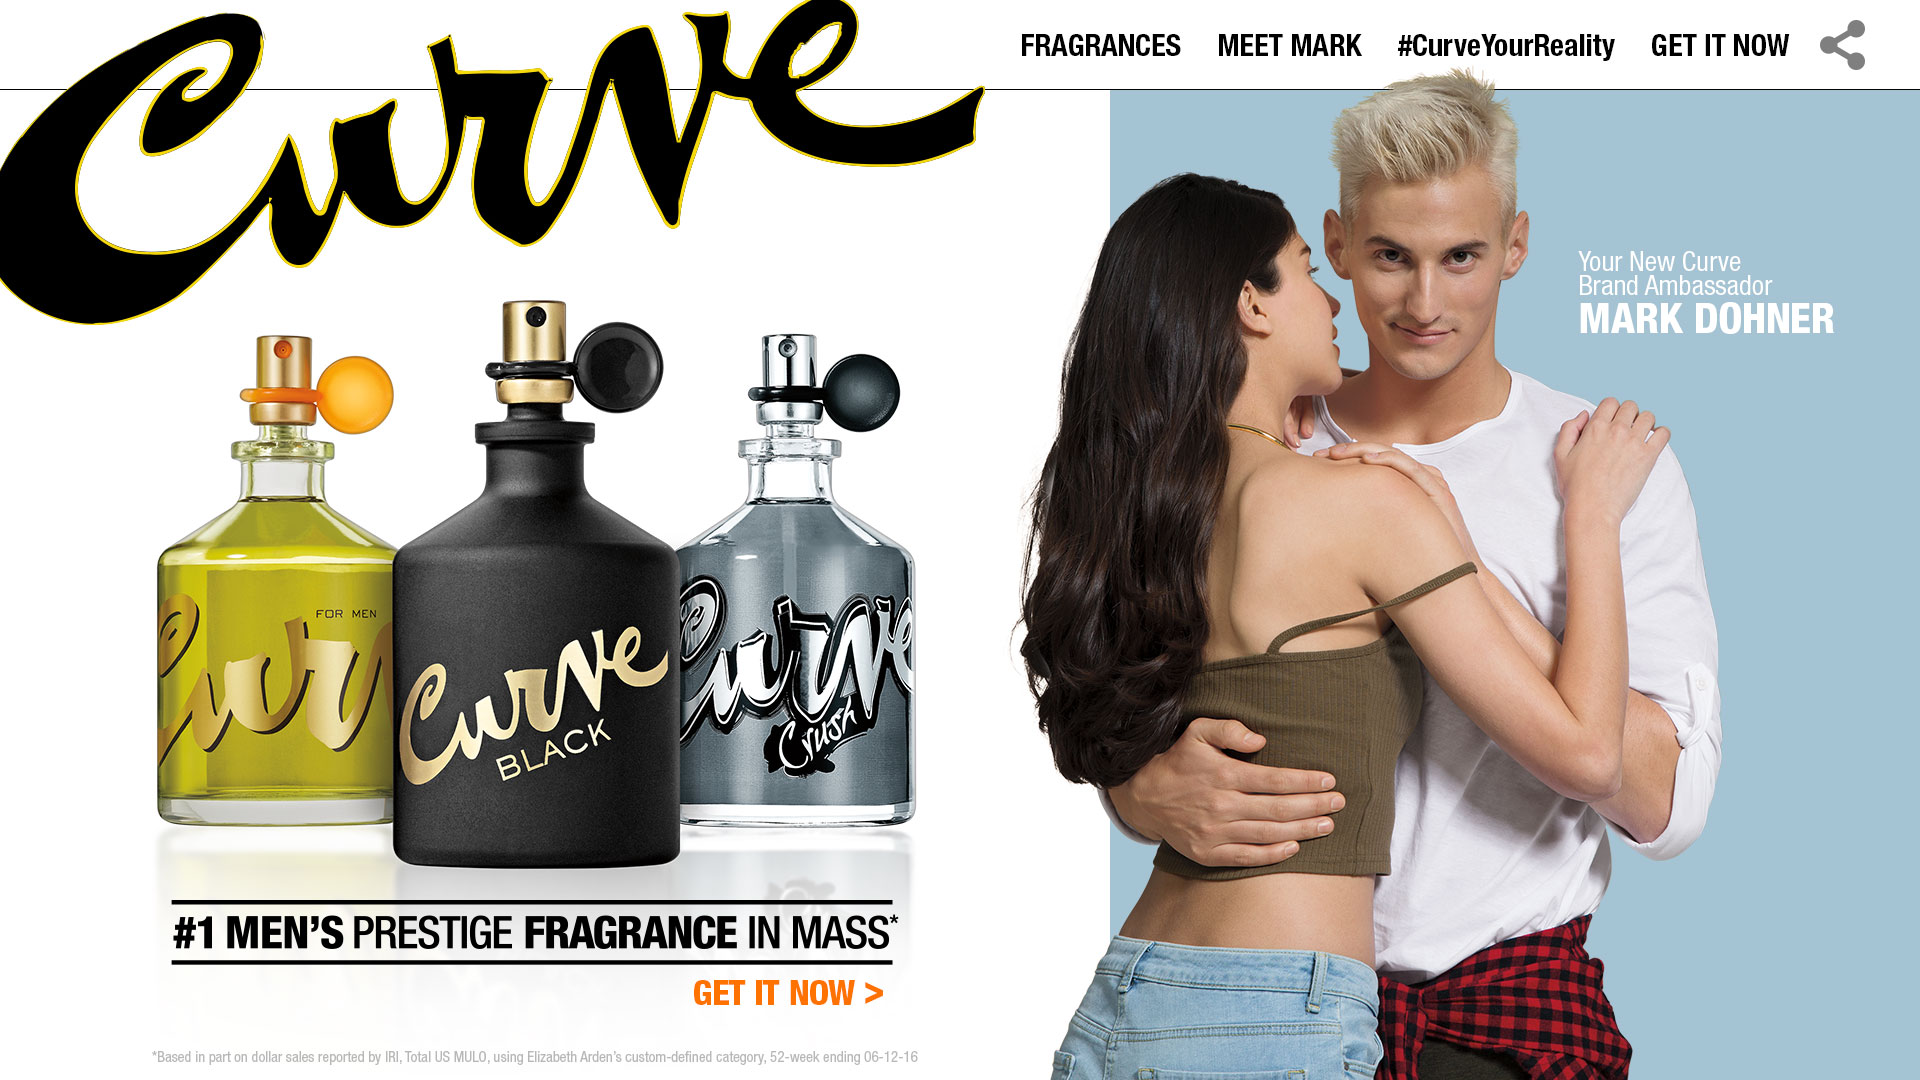 Curve
FRAGRANCES MEET MARK #CurveYourReality GET IT NOW
Your New Curve
Brand Ambassador
MARK DOHNER
FOR MEN
Curve
Curve
BLACK
Curve
Crush
#1 MEN'S PRESTIGE FRAGRANCE IN MASS*
GET IT NOW >
*Based in part on dollar sales reported by IRI, Total US MULO, using Elizabeth Arden's custom-defined category, 52-week ending 06-12-16